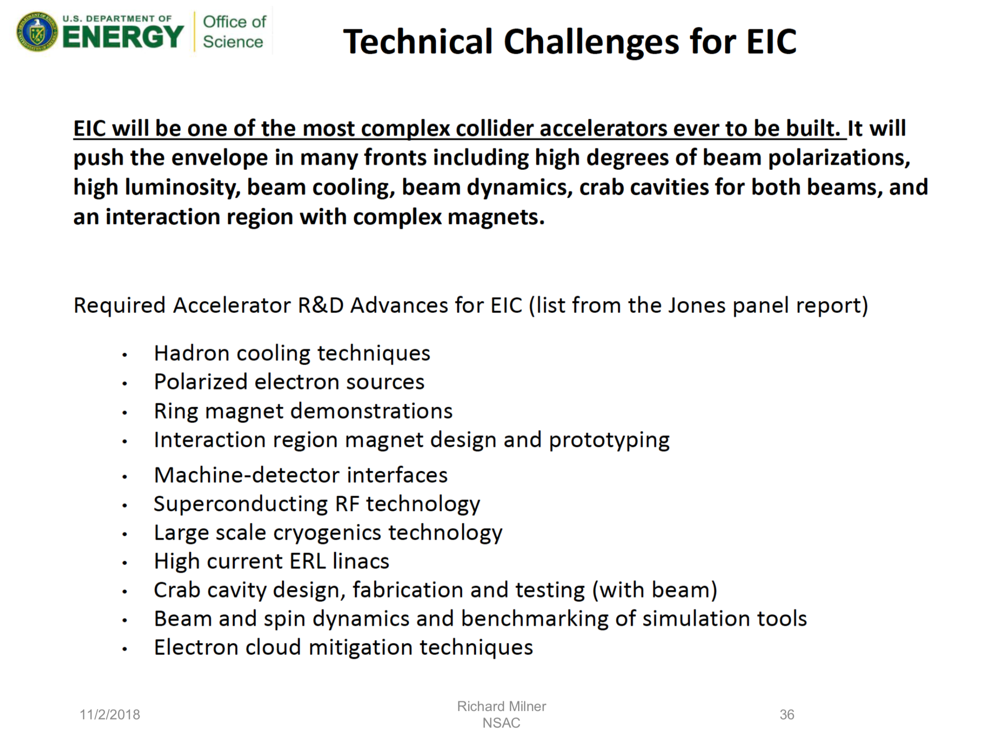 U.S. DEPARTMENT OF
ENERGY
Office of
Science
Technical Challenges for EIC
EIC will be one of the most complex collider accelerators ever to be built. It will
push the envelope in many fronts including high degrees of beam polarizations,
high luminosity, beam cooling, beam dynamics, crab cavities for both beams, and
an interaction region with complex magnets.
Required Accelerator R&D Advances for EIC (list from the Jones panel report)
• Hadron cooling techniques
• Polarized electron sources
• Ring magnet demonstrations
• Interaction region magnet design and prototyping
• Machine-detector interfaces
• Superconducting RF technology
• Large scale cryogenics technology
• High current ERL linacs
• Crab cavity design, fabrication and testing (with beam)
• Beam and spin dynamics and benchmarking of simulation tools
• Electron cloud mitigation techniques
11/2/2018
Richard Milner
NSAC
36